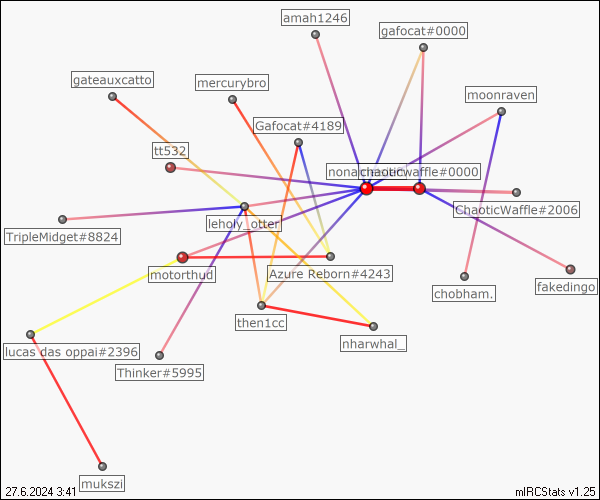 amah1246
gafocat#0000
gateauxcatto
mercurybro
moonraven
Gafocat#4189
tt532
chaoticwaffle#0000
ChaoticWaffle#2006
leholy_otter
TripleMidget#8824
motorthud
Azure Reborn#4243
chobham.
fakedingo
then1cc
nharwhal_
lucas das oppai#2396
Thinker#5995
mukszi
27.6.2024 3:41
mIRCStats v1.25